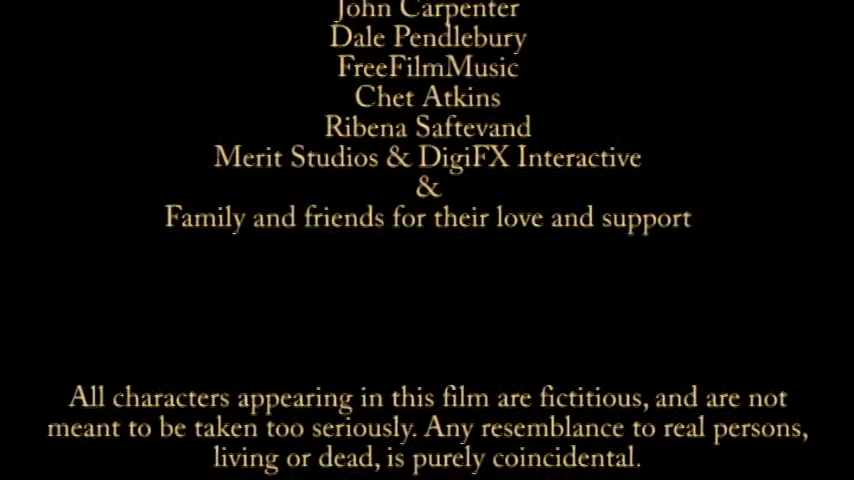 John Carpenter
Dale Pendlebury
FreeFilmMusic
Chet Atkins
Ribena Saftevand
Merit Studios & DigiFX Interactive
&
Family and friends for their love and support
All characters appearing in this film are fictitious, and are not
meant to be taken too seriously. Any resemblance to real persons,
living or dead, is purely coincidental.